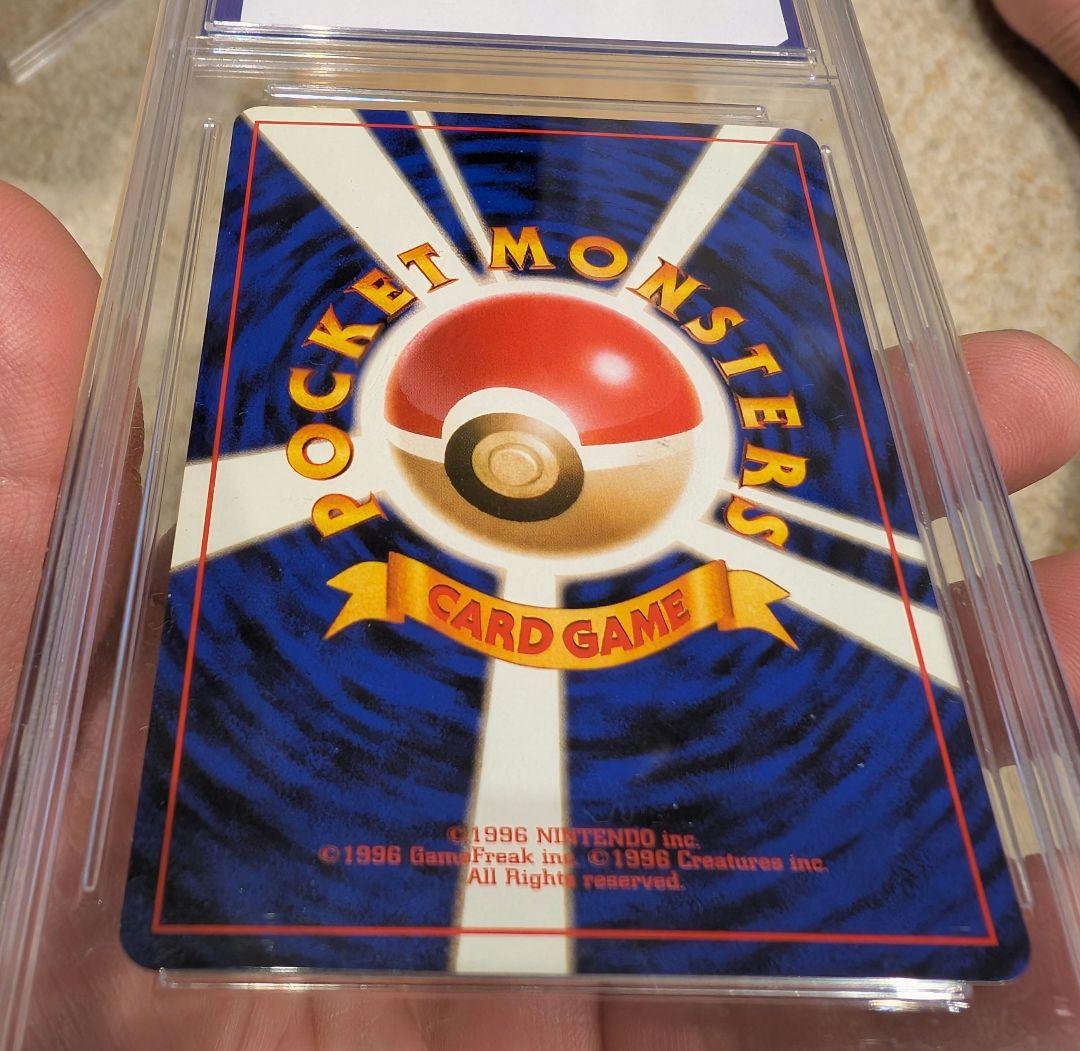 POCKET MONSTERS
CARD GAME
©1996 NINTENDO inc.
©1996 GameFreak inc. ©1996 Creatures inc.
All Rights reserved.